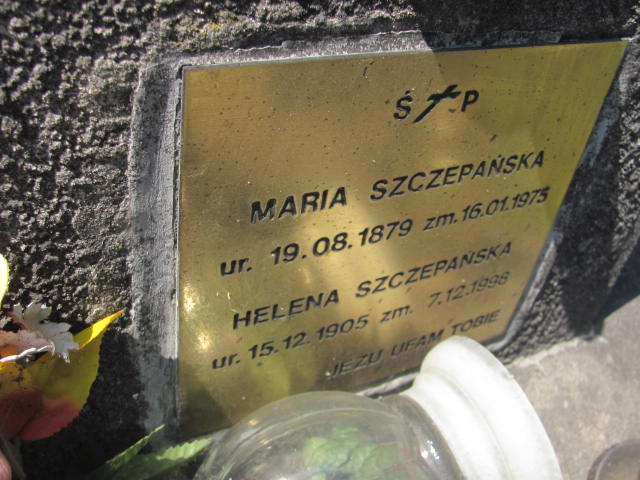 Ś P
MARIA SZCZEPAŃSKA
ur. 19.08.1879 zm. 16.01.1975
HELENA SZCZEPAŃSKA
ur. 15.12.1905 zm. 7.12.1998
JEZU UFAM TOBIE